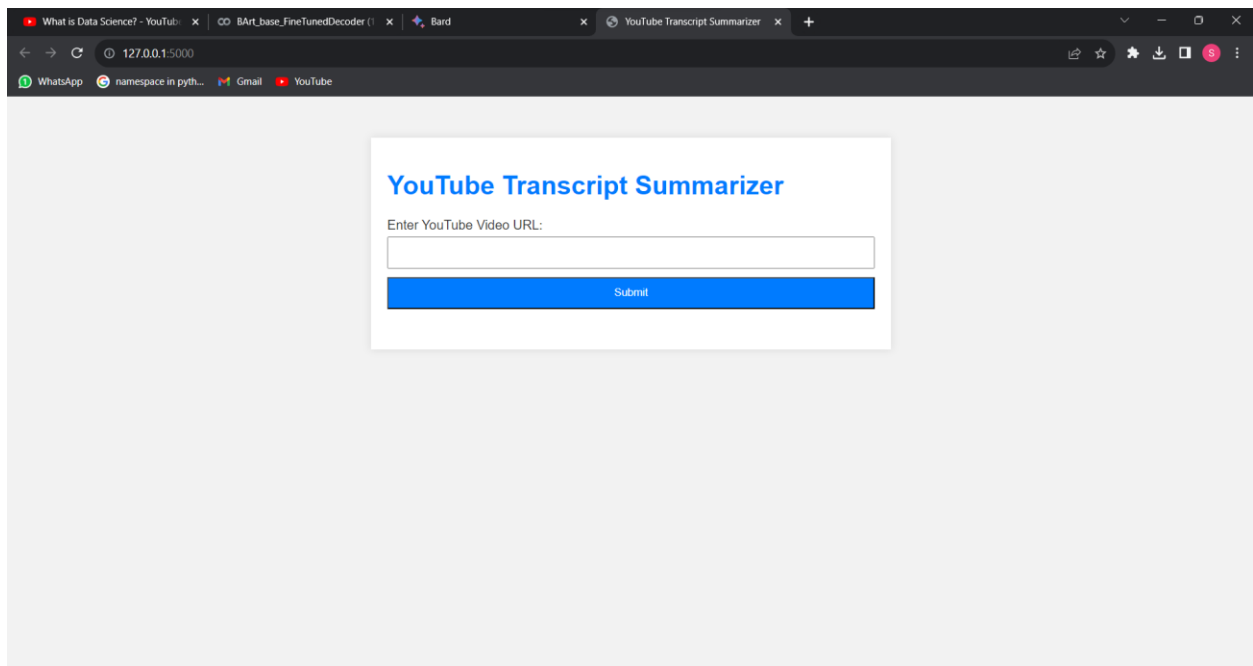 What is Data Science? - YouTub
BArt_base_FineTunedDecoder (1
Bard
YouTube Transcript Summarizer
127.0.0.1:5000
S
WhatsApp
namespace in pyth...
Gmail
YouTube
YouTube Transcript Summarizer
Enter YouTube Video URL:
Submit